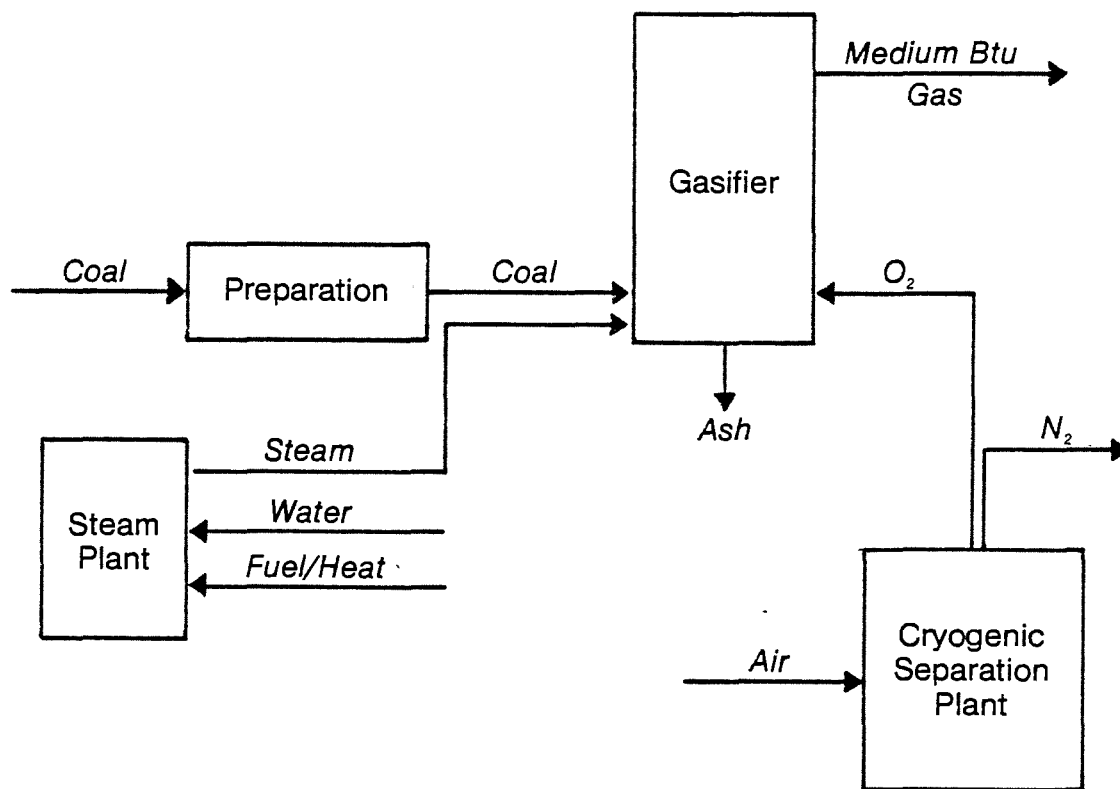 Medium Btu
Gas
Gasifier
Coal
Preparation
Coal
O₂
Ash
Steam
N₂
Steam
Plant
Water
Fuel/Heat
Air
Cryogenic
Separation
Plant